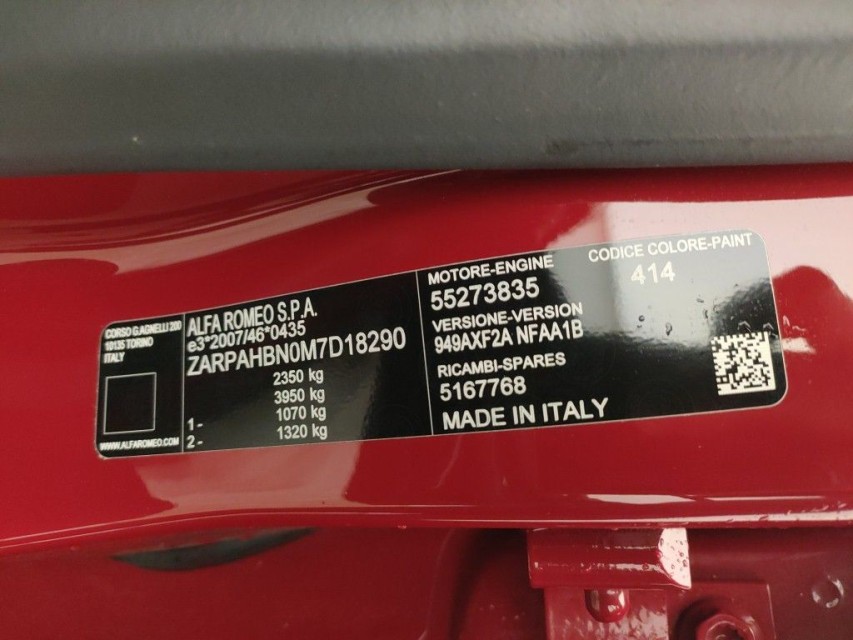 CORSO G.AGNELLI 200
10135 TORINO
ITALY
WWW.ALFAROMEO.COM
ALFA ROMEO S.P.A.
e3*2007/46*0435
ZARPAHBN0M7D18290
2350 kg
3950 kg
1- 1070 kg
2- 1320 kg
MOTORE-ENGINE
55273835
VERSIONE-VERSION
949AXF2A NFAA1B
RICAMBI-SPARES
5167768
MADE IN ITALY
CODICE COLORE-PAINT
414